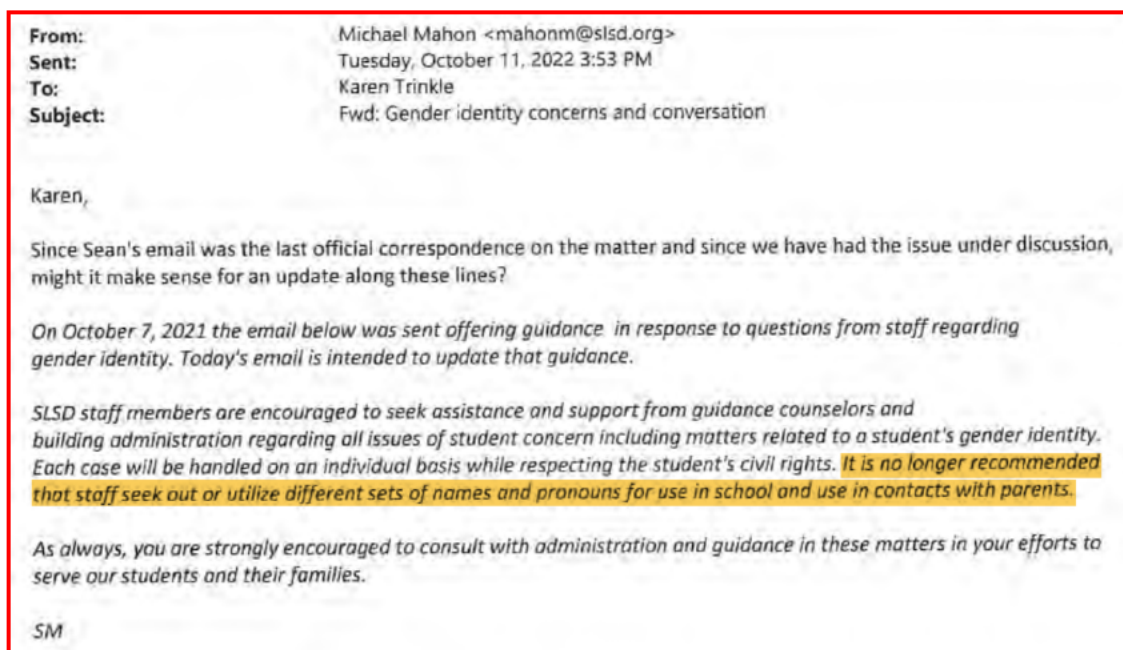 From: Michael Mahon <mahonm@slsd.org>
Sent: Tuesday, October 11, 2022 3:53 PM
To: Karen Trinkle
Subject: Fwd: Gender identity concerns and conversation
Karen,
Since Sean's email was the last official correspondence on the matter and since we have had the issue under discussion,
might it make sense for an update along these lines?
On October 7, 2021 the email below was sent offering guidance in response to questions from staff regarding
gender identity. Today's email is intended to update that guidance.
SLSD staff members are encouraged to seek assistance and support from guidance counselors and
building administration regarding all issues of student concern including matters related to a student's gender identity.
Each case will be handled on an individual basis while respecting the student's civil rights. It is no longer recommended
that staff seek out or utilize different sets of names and pronouns for use in school and use in contacts with parents.
As always, you are strongly encouraged to consult with administration and guidance in these matters in your efforts to
serve our students and their families.
SM